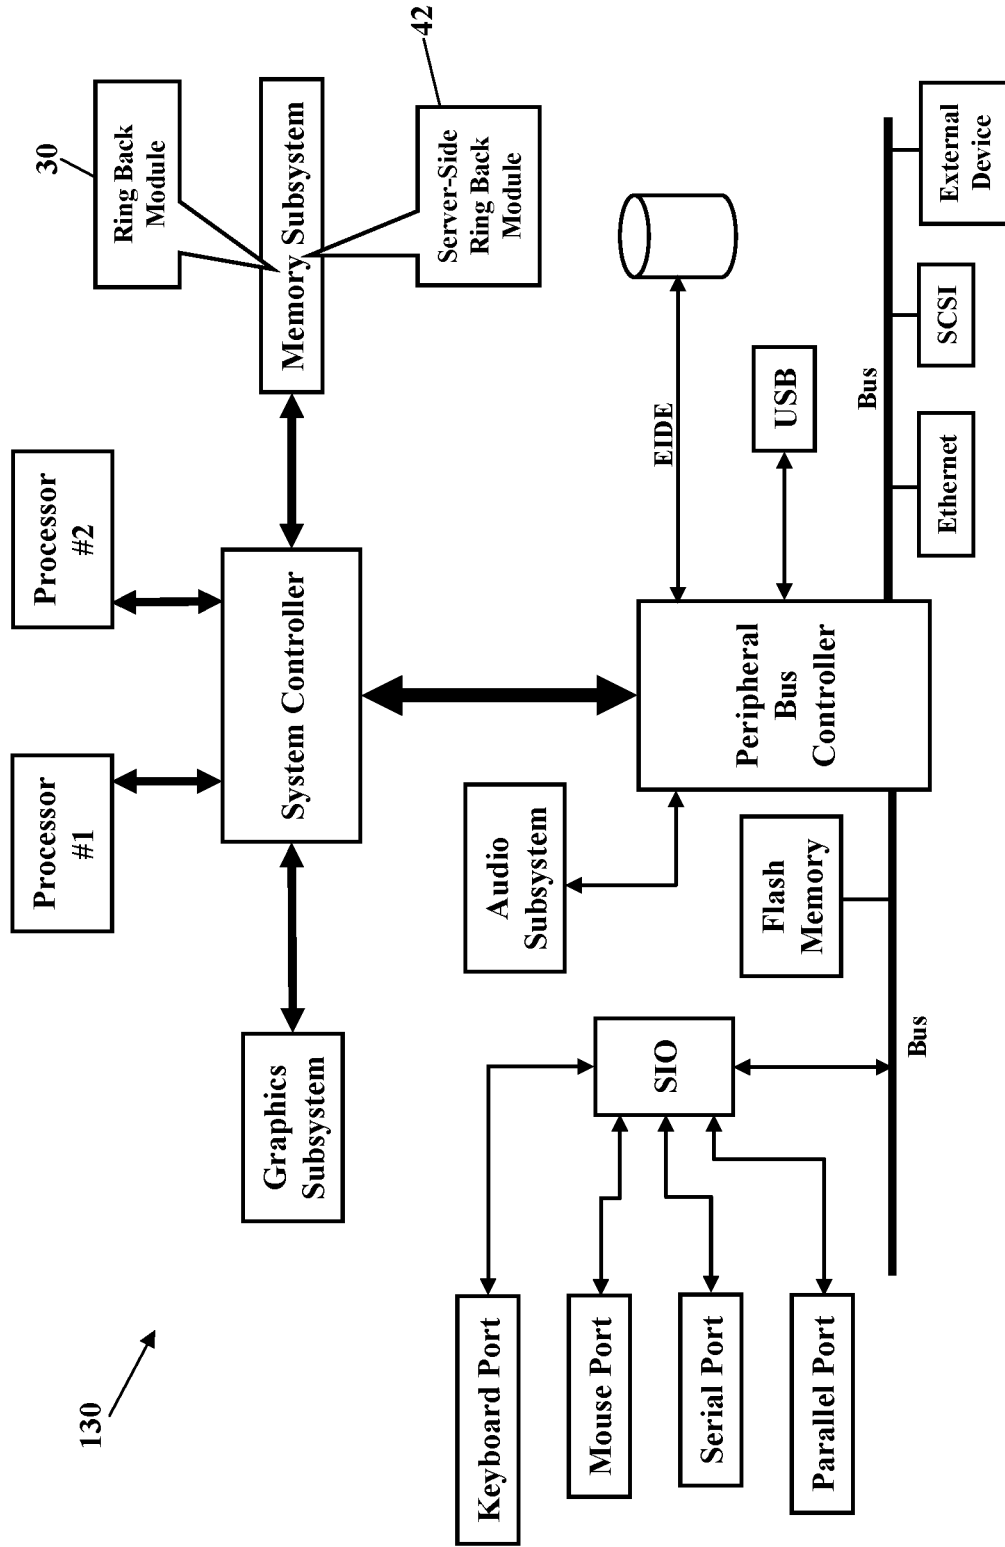 130
30
42
Processor
#1
Processor
#2
Ring Back
Module
Graphics
Subsystem
System Controller
Memory Subsystem
Server-Side
Ring Back
Module
Audio
Subsystem
EIDE
Keyboard Port
Mouse Port
Serial Port
Parallel Port
SIO
Flash
Memory
Peripheral
Bus
Controller
USB
Bus
Bus
Ethernet
SCSI
External
Device